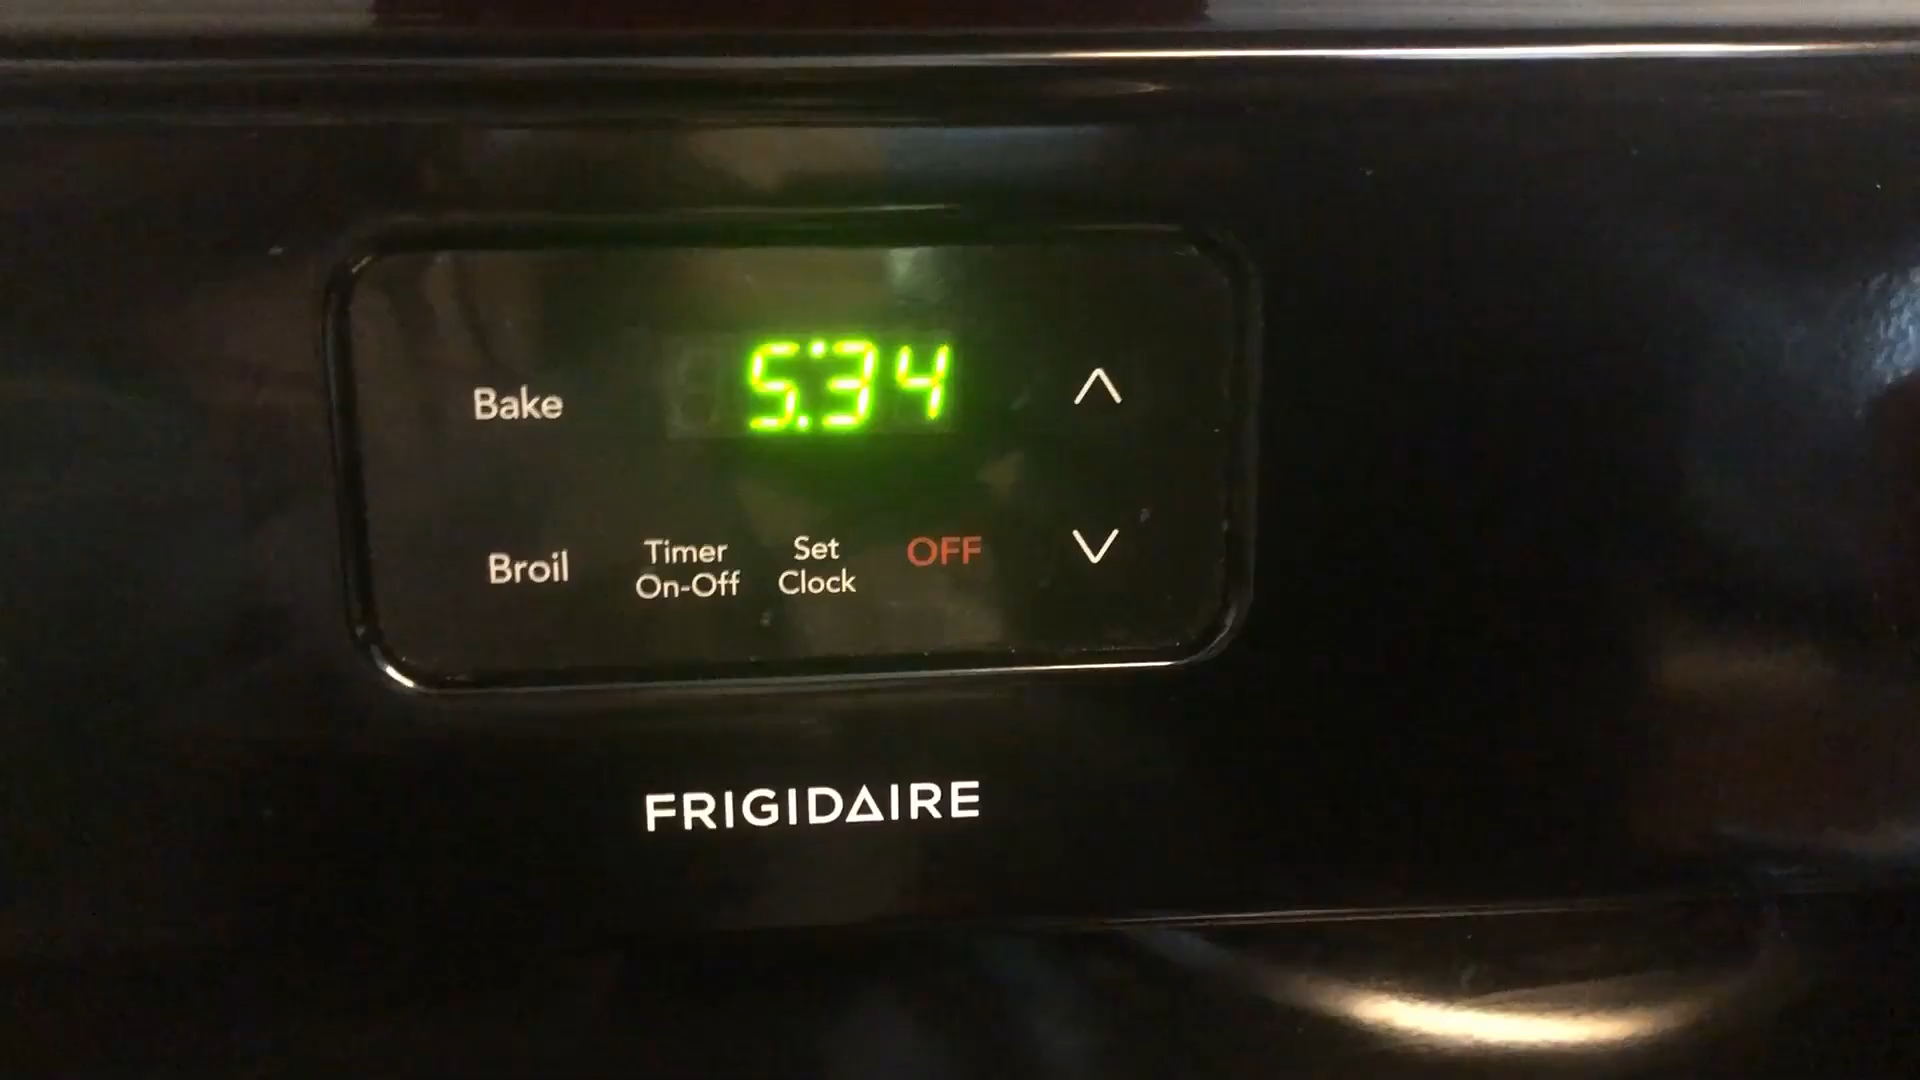 5:34
Bake
Broil
Timer
On-Off
Set
Clock
OFF
FRIGIDAIRE